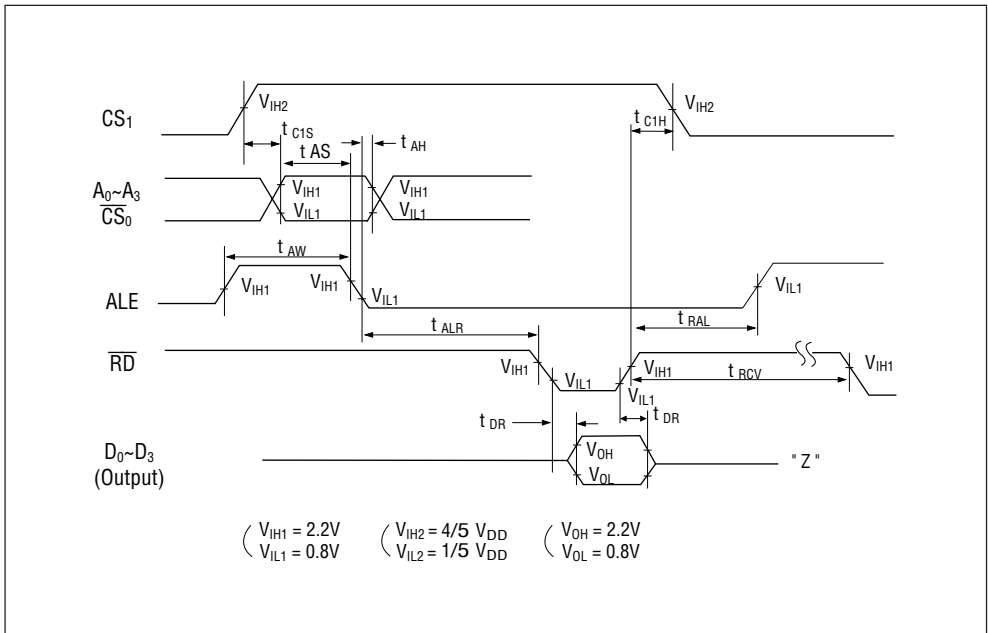 CS1
VIH2
VIH2
t C1S
t C1H
t AS
t AH
A0~A3
CS0
VIH1
VIL1
VIH1
VIL1
t AW
ALE
VIH1
VIH1
VIL1
VIL1
t ALR
t RAL
RD
VIH1
VIL1
VIH1
VIL1
t RCV
VIH1
t DR
t DR
D0~D3
(Output)
VOH
VOL
"Z"
VIH1 = 2.2V
VIL1 = 0.8V
VIH2 = 4/5 VDD
VIL2 = 1/5 VDD
VOH = 2.2V
VOL = 0.8V